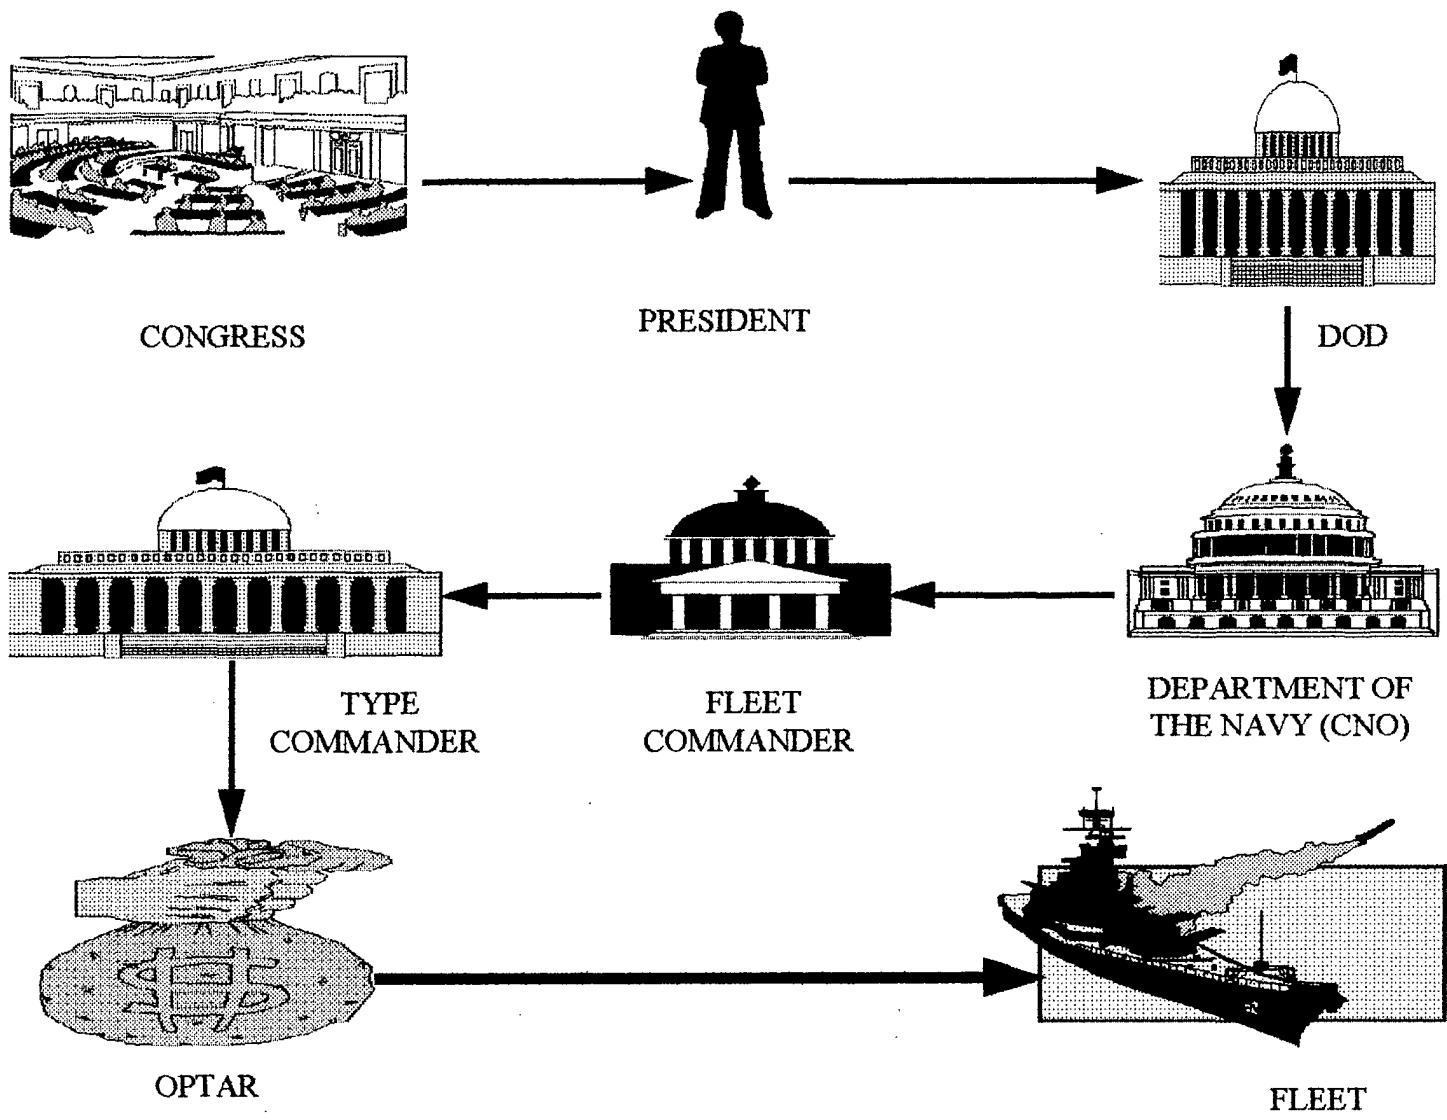 CONGRESS
PRESIDENT
DOD
TYPE
COMMANDER
FLEET
COMMANDER
DEPARTMENT OF
THE NAVY (CNO)
OPTAR
FLEET